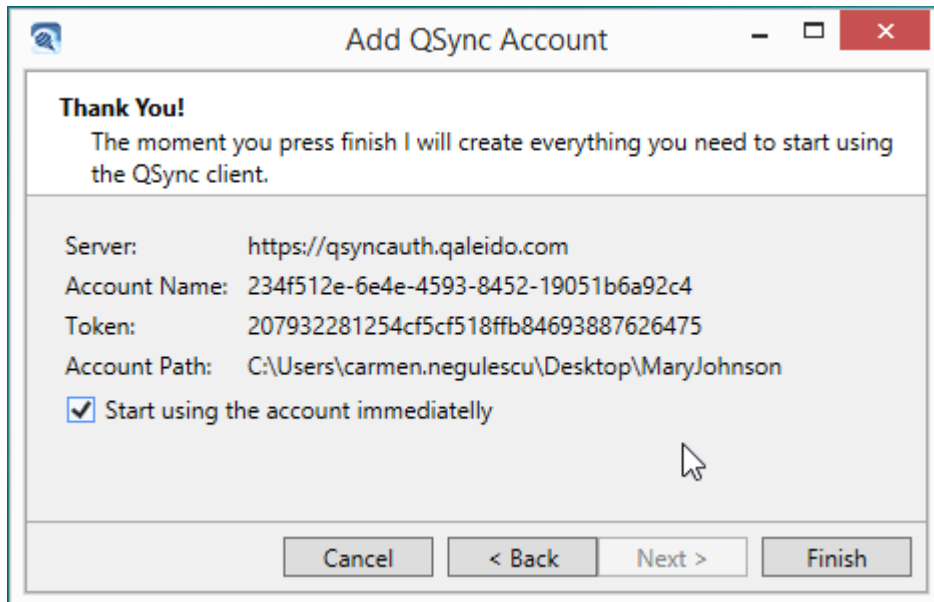 Add QSync Account
Thank You!
The moment you press finish I will create everything you need to start using
the QSync client.
Server: https://qsyncauth.qaleido.com
Account Name: 234f512e-6e4e-4593-8452-19051b6a92c4
Token: 207932281254cf5cf518ffb84693887626475
Account Path: C:\Users\carmen.negulescu\Desktop\MaryJohnson
Start using the account immediatelly
Cancel < Back Next > Finish